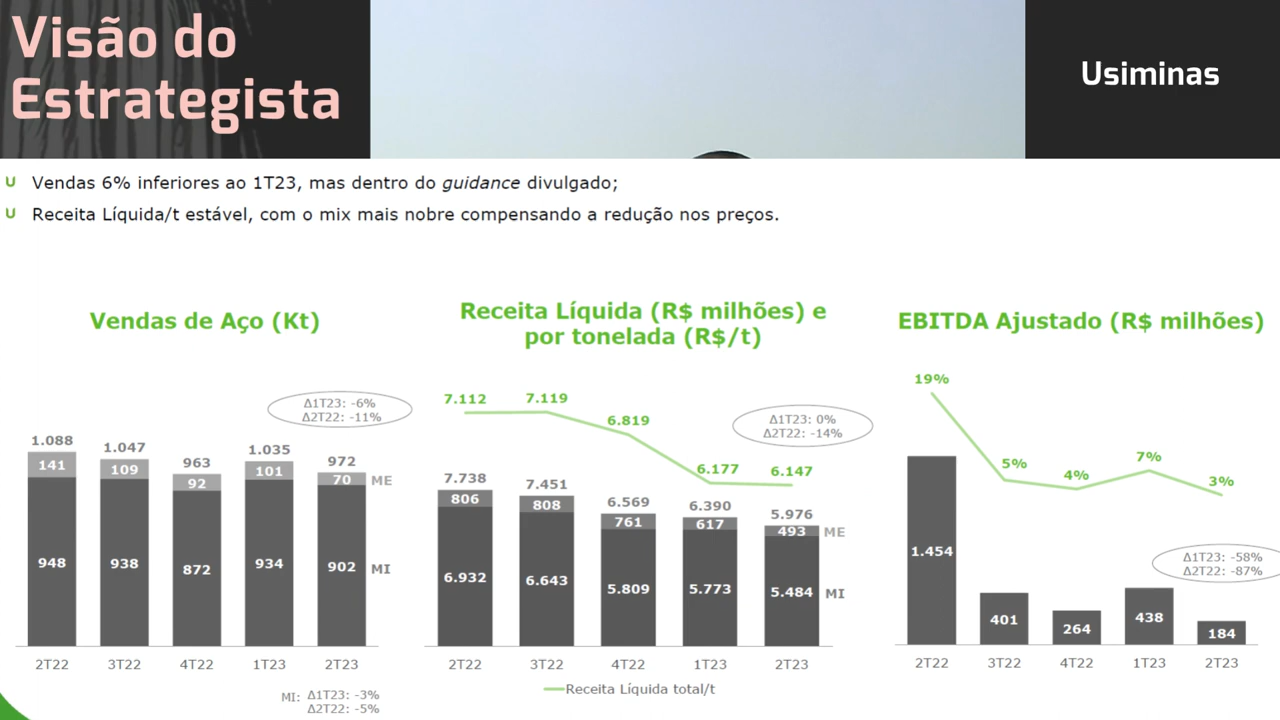 Visão do
Estrategista
Usiminas
Vendas 6% inferiores ao 1T23, mas dentro do guidance divulgado;
Receita Líquida/t estável, com o mix mais nobre compensando a redução nos preços.
Vendas de Aço (Kt)
Δ1T23: -6%
Δ2T22: -11%
1.088 1.047 963 1.035 972
141 109 92 101 70 ME
948 938 872 934 902 MI
2T22 3T22 4T22 1T23 2T23
MI: Δ1T23: -3%
Δ2T22: -5%
Receita Líquida (R$ milhões) e
por tonelada (R$/t)
7.112 7.119 6.819 6.177 6.147
Δ1T23: 0%
Δ2T22: -14%
7.738 7.451 6.569 6.390 5.976
806 808 761 617 493 ME
6.932 6.643 5.809 5.773 5.484 MI
2T22 3T22 4T22 1T23 2T23
Receita Líquida total/t
EBITDA Ajustado (R$ milhões)
19% 5% 4% 7% 3%
Δ1T23: -58%
Δ2T22: -87%
1.454 401 264 438 184
2T22 3T22 4T22 1T23 2T23